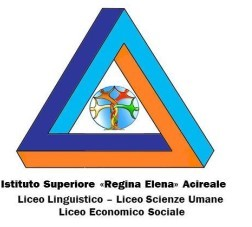 Istituto Superiore «Regina Elena» Acireale
Liceo Linguistico – Liceo Scienze Umane
Liceo Economico Sociale